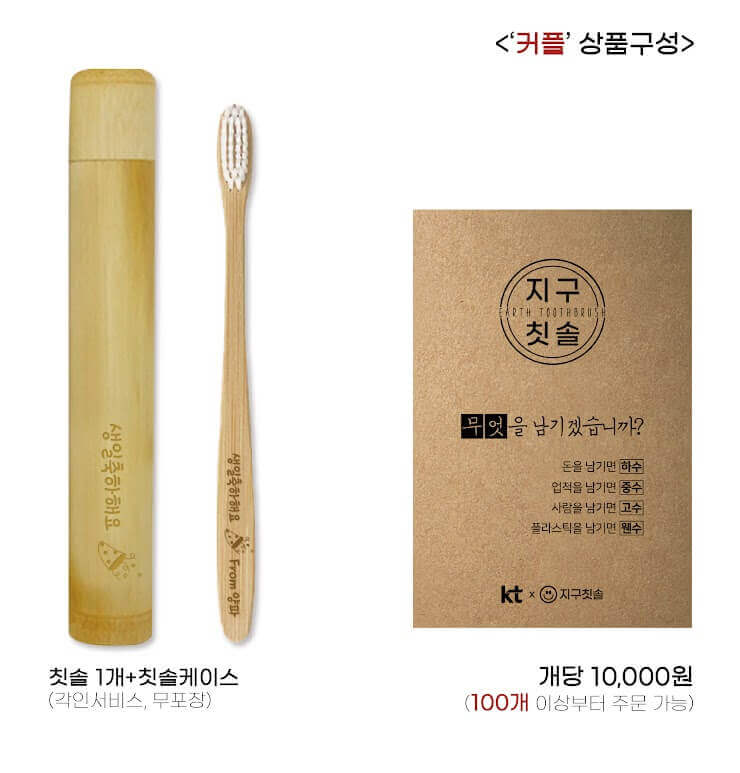 <'커플' 상품구성>
생일축하해요
생일축하해요 From 양파
지구
EARTH TOOTHBRUSH
칫솔
무엇을 남기겠습니까?
돈을 남기면 하수
업적을 남기면 중수
사람을 남기면 고수
플라스틱을 남기면 웬수
kt x 지구칫솔
칫솔 1개+칫솔케이스
(각인서비스, 무포장)
개당 10,000원
(100개 이상부터 주문 가능)